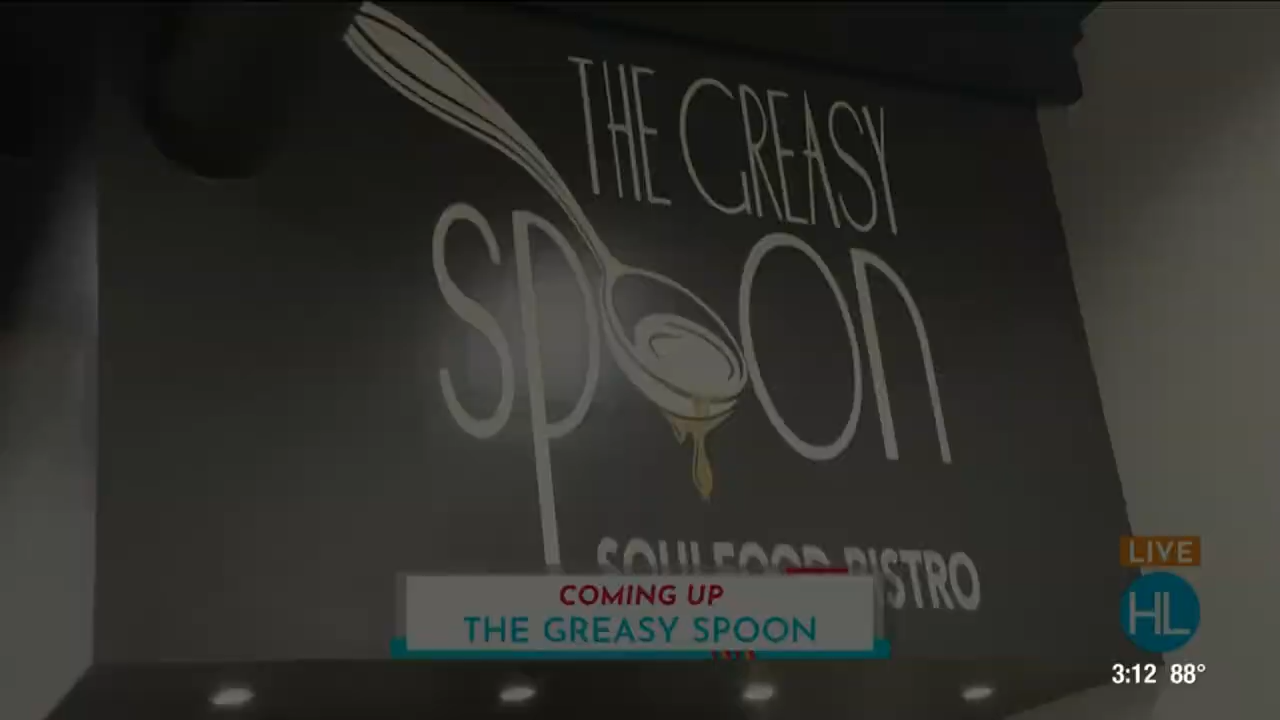 THE GREASY
SPOON
SOULFOOD BISTRO
COMING UP
THE GREASY SPOON
LIVE
HL
3:12 88°